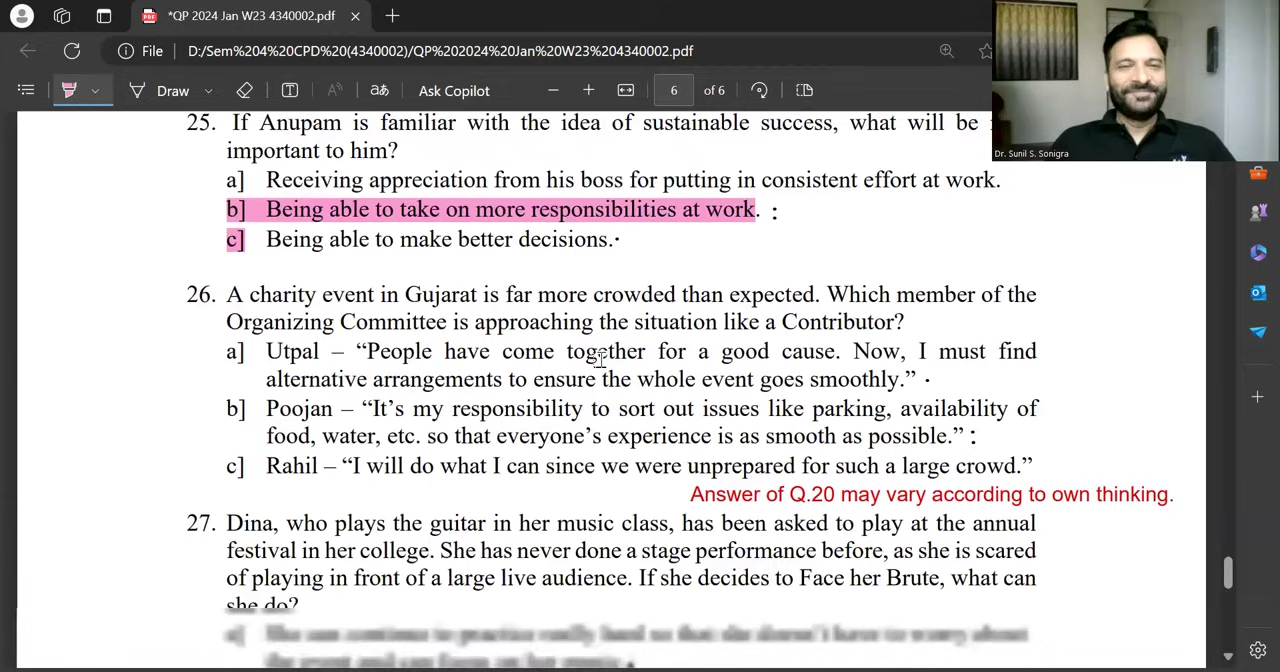 *QP 2024 Jan W23 4340002.pdf
File D:/Sem%204%20CPD%20(4340002)/QP%202024%20Jan%20W23%204340002.pdf
Draw Ask Copilot 6 of 6
Dr. Sunil S. Sonigra
25. If Anupam is familiar with the idea of sustainable success, what will be
important to him?
a] Receiving appreciation from his boss for putting in consistent effort at work.
b] Being able to take on more responsibilities at work. :
c] Being able to make better decisions.·
26. A charity event in Gujarat is far more crowded than expected. Which member of the
Organizing Committee is approaching the situation like a Contributor?
a] Utpal – “People have come together for a good cause. Now, I must find
alternative arrangements to ensure the whole event goes smoothly.” ·
b] Poojan – “It’s my responsibility to sort out issues like parking, availability of
food, water, etc. so that everyone’s experience is as smooth as possible.” :
c] Rahil – “I will do what I can since we were unprepared for such a large crowd.”
Answer of Q.20 may vary according to own thinking.
27. Dina, who plays the guitar in her music class, has been asked to play at the annual
festival in her college. She has never done a stage performance before, as she is scared
of playing in front of a large live audience. If she decides to Face her Brute, what can
she do?